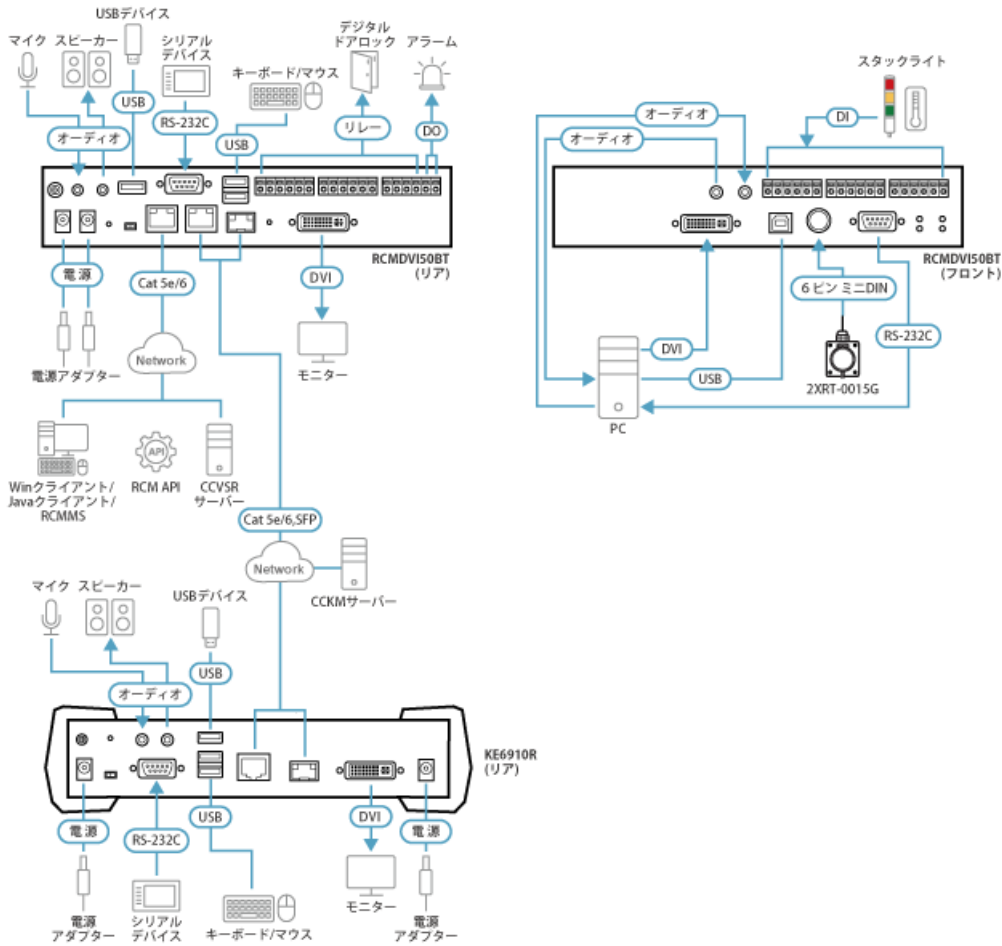 USBデバイス
マイク
スピーカー
シリアル
デバイス
キーボード/マウス
デジタル
ドアロック
アラーム
USB
RS-232C
オーディオ
USB
リレー
DO
RCMDVI50BT
(リア)
電源
Cat 5e/6
DVI
電源アダプター
Network
モニター
Winクライアント/
Javaクライアント/
RCMMS
API
RCM API
CCVSR
サーバー
Cat 5e/6,SFP
Network
CCKMサーバー
スタックライト
オーディオ
オーディオ
DI
RCMDVI50BT
(フロント)
6 ピン ミニDIN
RS-232C
DVI
USB
2XRT-0015G
PC
マイク
スピーカー
USBデバイス
USB
オーディオ
KE6910R
(リア)
電源
RS-232C
USB
DVI
電源
電源
アダプター
シリアル
デバイス
キーボード/マウス
モニター
電源
アダプター